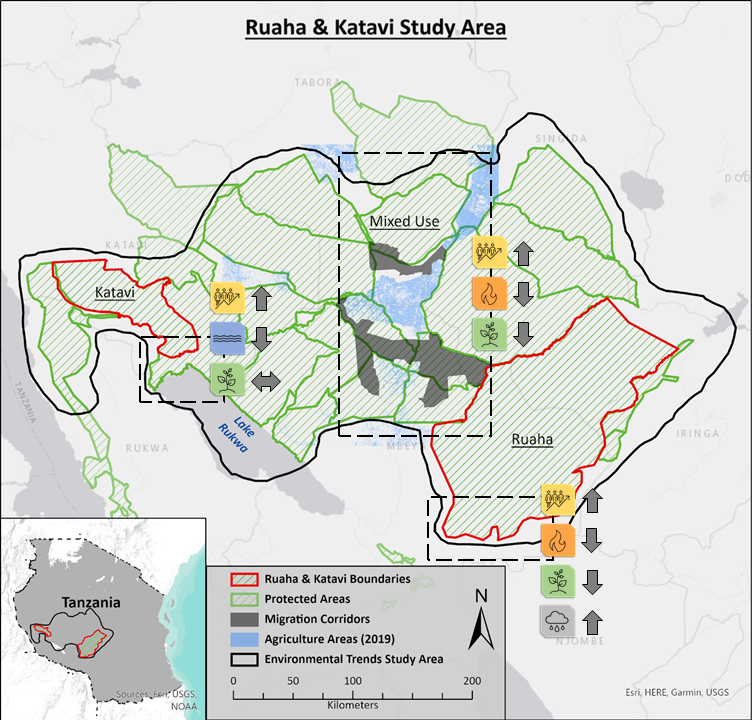 Ruaha & Katavi Study Area
TABORA
SINGIDA
Mixed Use
KATAVI
Katavi
TANZANIA
Lake
Rukwa
RUKWA
MBEY
Ruaha
IRINGA
NJOMBE
Tanzania
Sources: Esri, USGS,
NOAA
Ruaha & Katavi Boundaries
Protected Areas
Migration Corridors
Agriculture Areas (2019)
Environmental Trends Study Area
N
0 50 100 200
Kilometers
Esri, HERE, Garmin, USGS